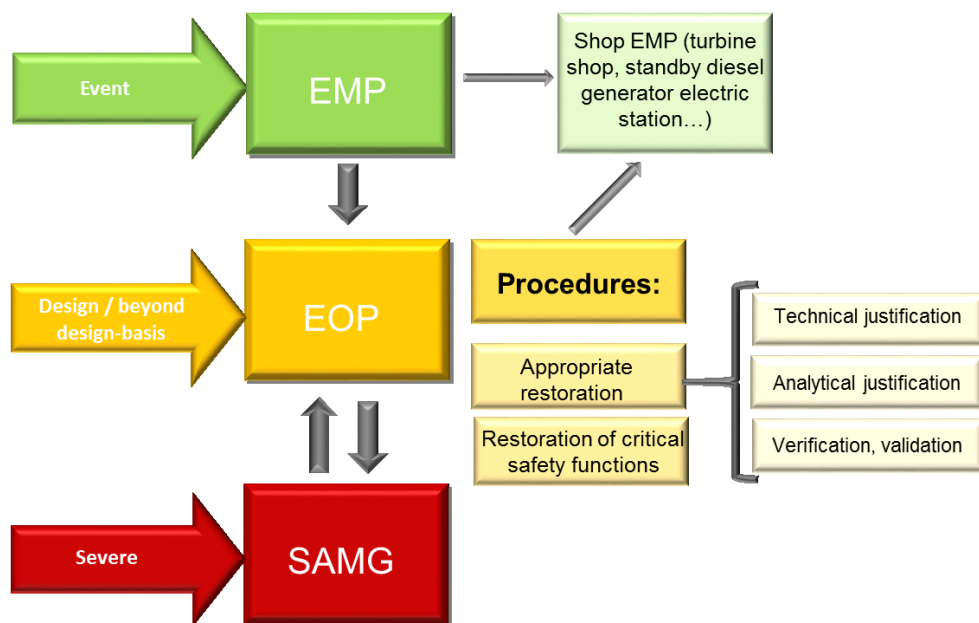 Event
EMP
Shop EMP (turbine
shop, standby diesel
generator electric
station…)
Design / beyond
design-basis
EOP
Procedures:
Appropriate
restoration
Restoration of critical
safety functions
Technical justification
Analytical justification
Verification, validation
Severe
SAMG